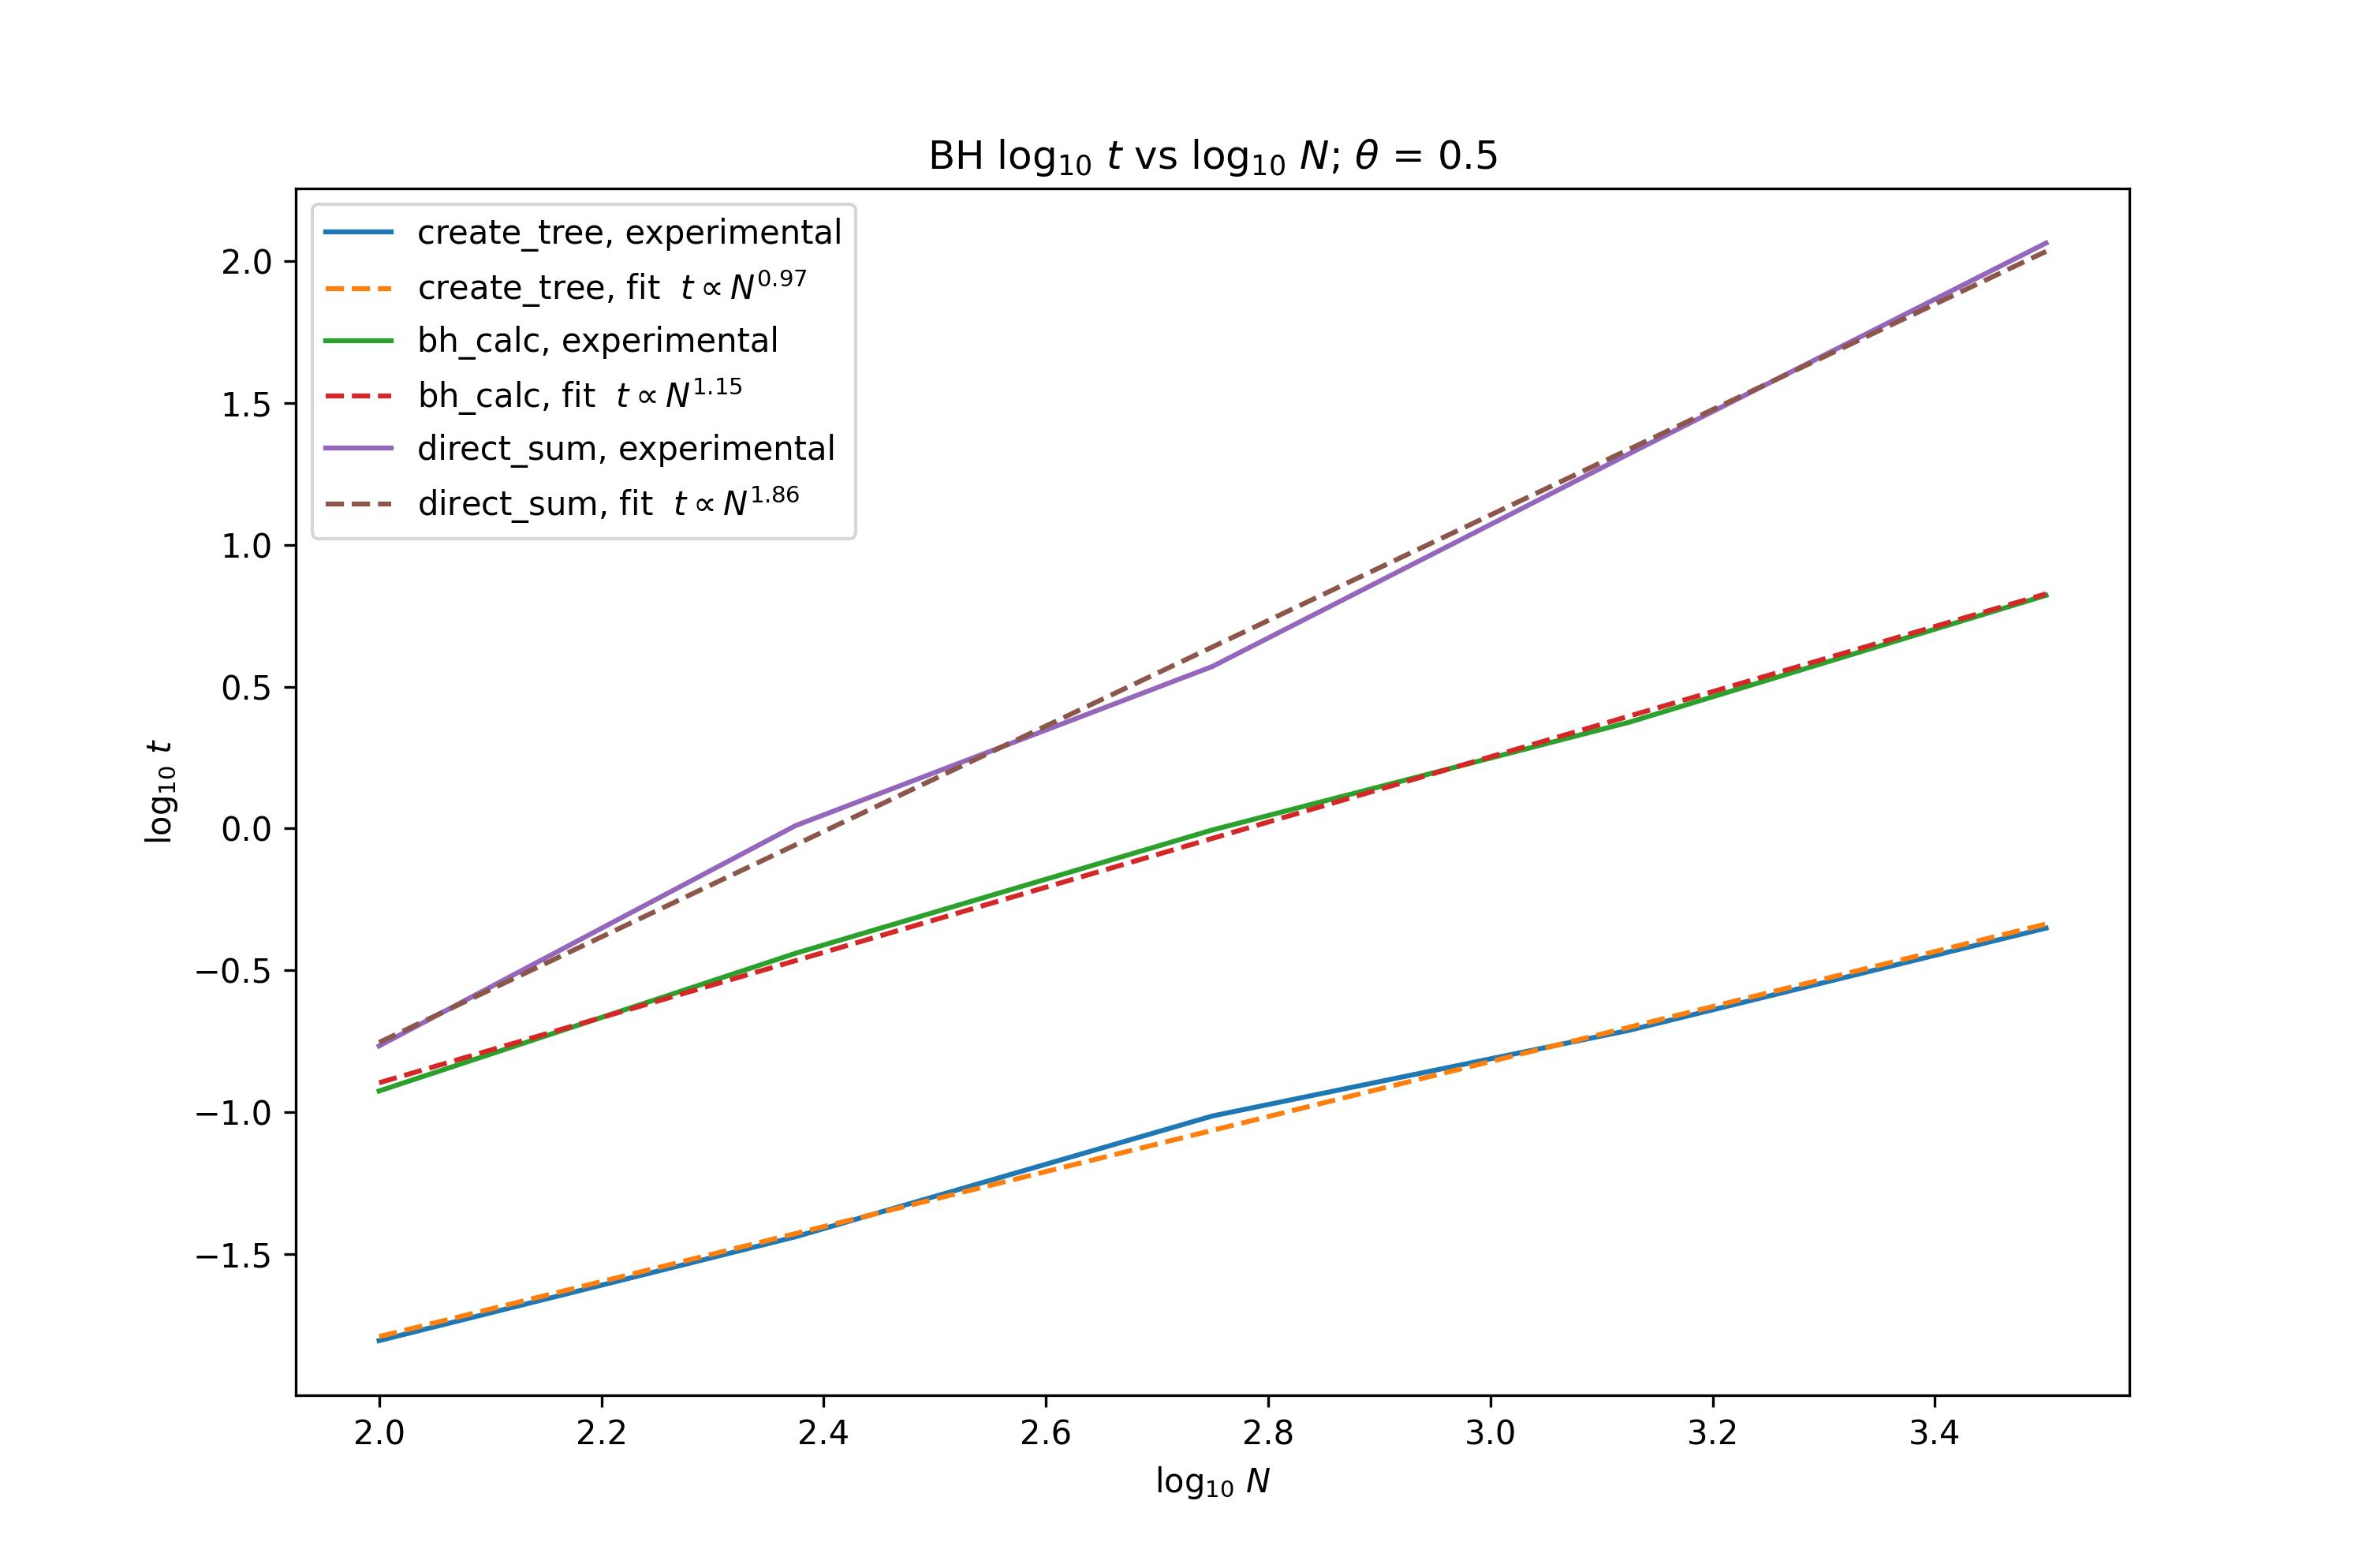 BH log₁₀ t vs log₁₀ N; θ = 0.5
create_tree, experimental
create_tree, fit t ∝ N^0.97
bh_calc, experimental
bh_calc, fit t ∝ N^1.15
direct_sum, experimental
direct_sum, fit t ∝ N^1.86
2.0
1.5
1.0
0.5
0.0
−0.5
−1.0
−1.5
log₁₀ t
2.0 2.2 2.4 2.6 2.8 3.0 3.2 3.4
log₁₀ N